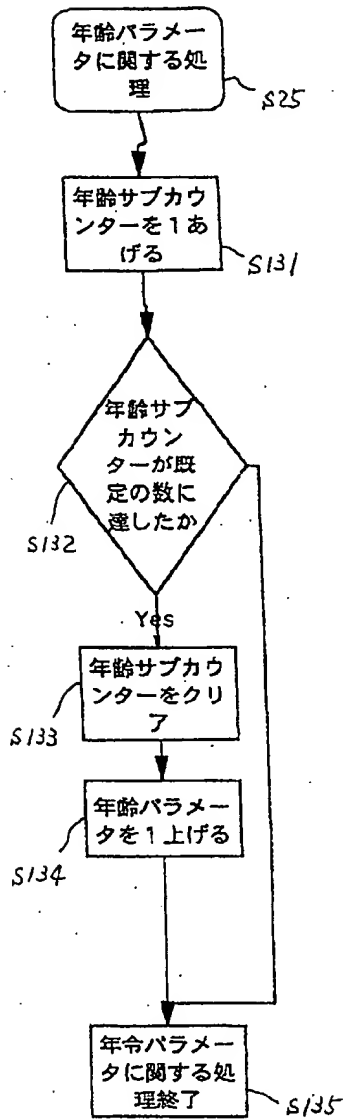 年齢パラメー
タに関する処
理
S25
年齢サブカウ
ンターを1あ
げる
S131
年齢サブ
カウン
ターが既
定の数に
達したか
S132
Yes
年齢サブカウ
ンターをクリ
了
S133
年齢パラメー
タを1上げる
S134
年令パラメー
タに関する処
理終了
S135